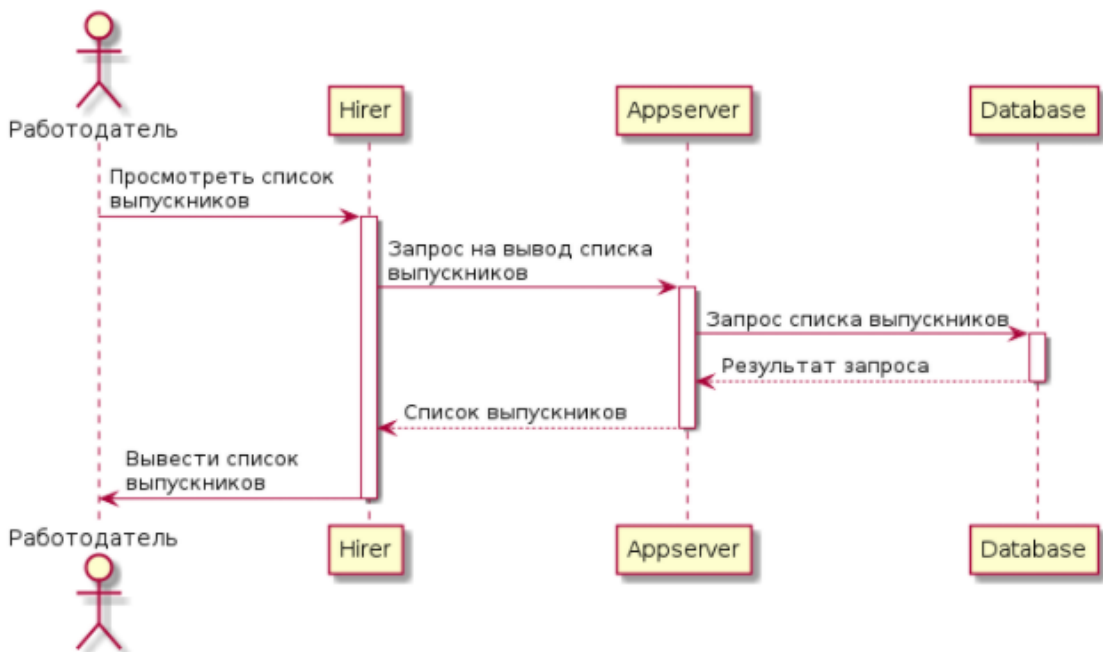 Работодатель
Hirer
Appserver
Database
Просмотреть список
выпускников
Запрос на вывод списка
выпускников
Запрос списка выпускников
Результат запроса
Список выпускников
Вывести список
выпускников
Работодатель
Hirer
Appserver
Database